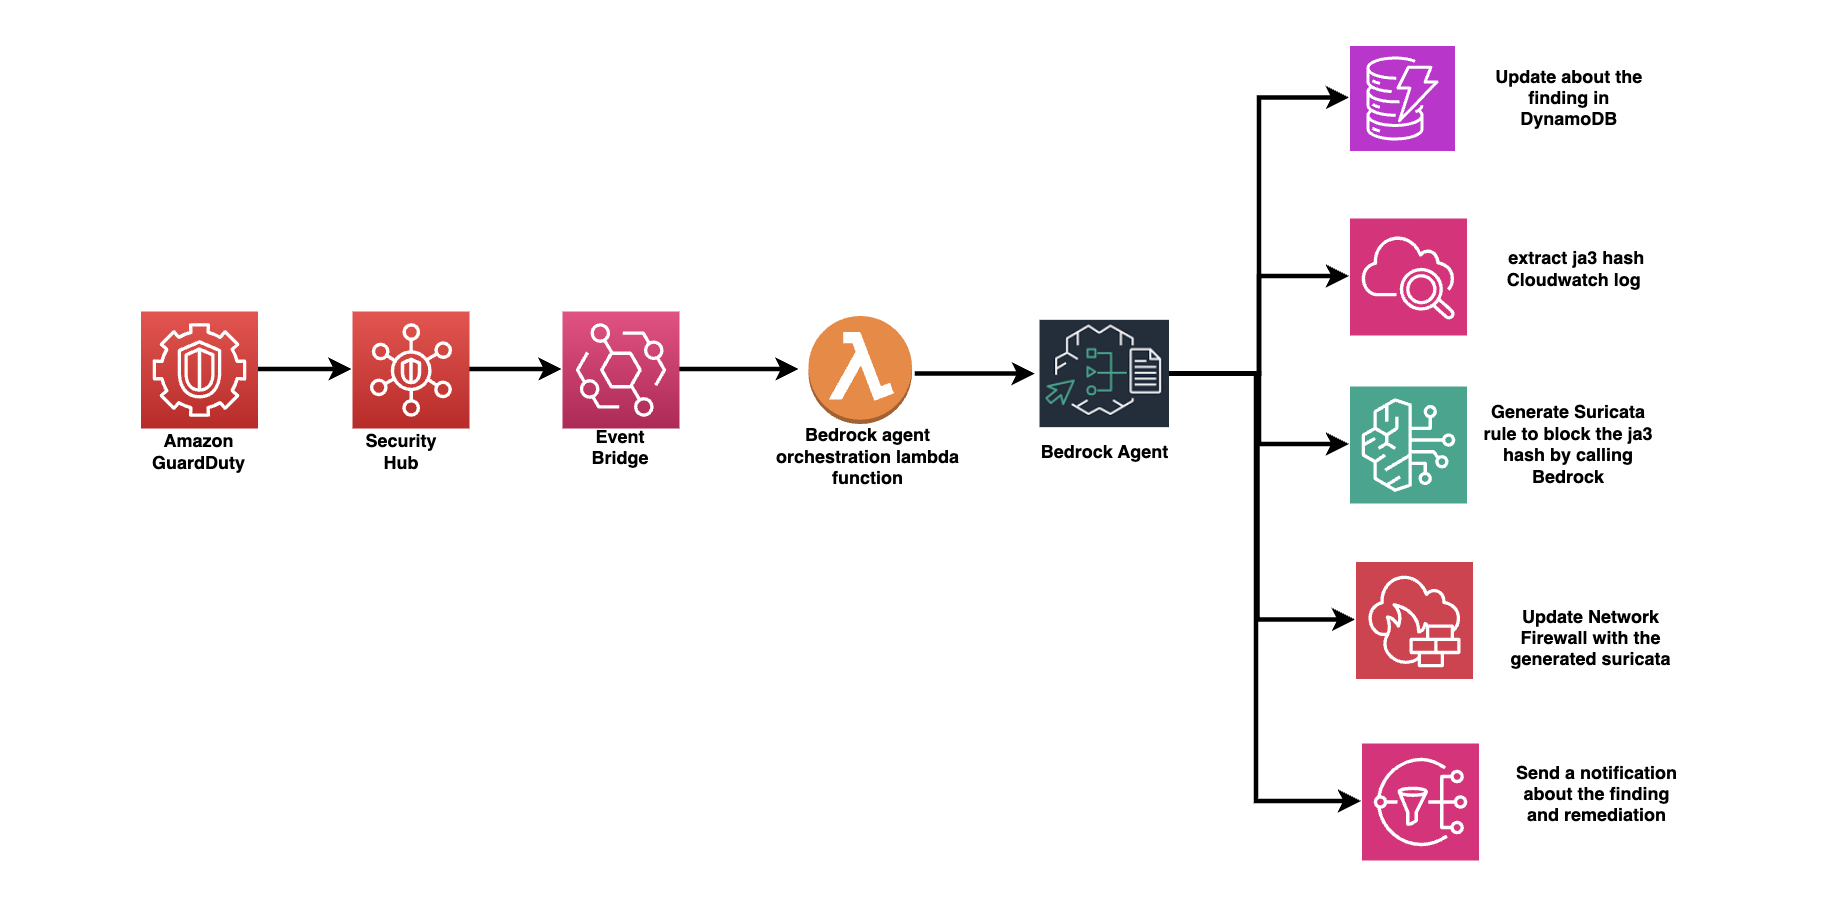 Amazon
GuardDuty
Security
Hub
Event
Bridge
Bedrock agent
orchestration lambda
function
Bedrock Agent
Update about the
finding in
DynamoDB
extract ja3 hash
Cloudwatch log
Generate Suricata
rule to block the ja3
hash by calling
Bedrock
Update Network
Firewall with the
generated suricata
Send a notification
about the finding
and remediation